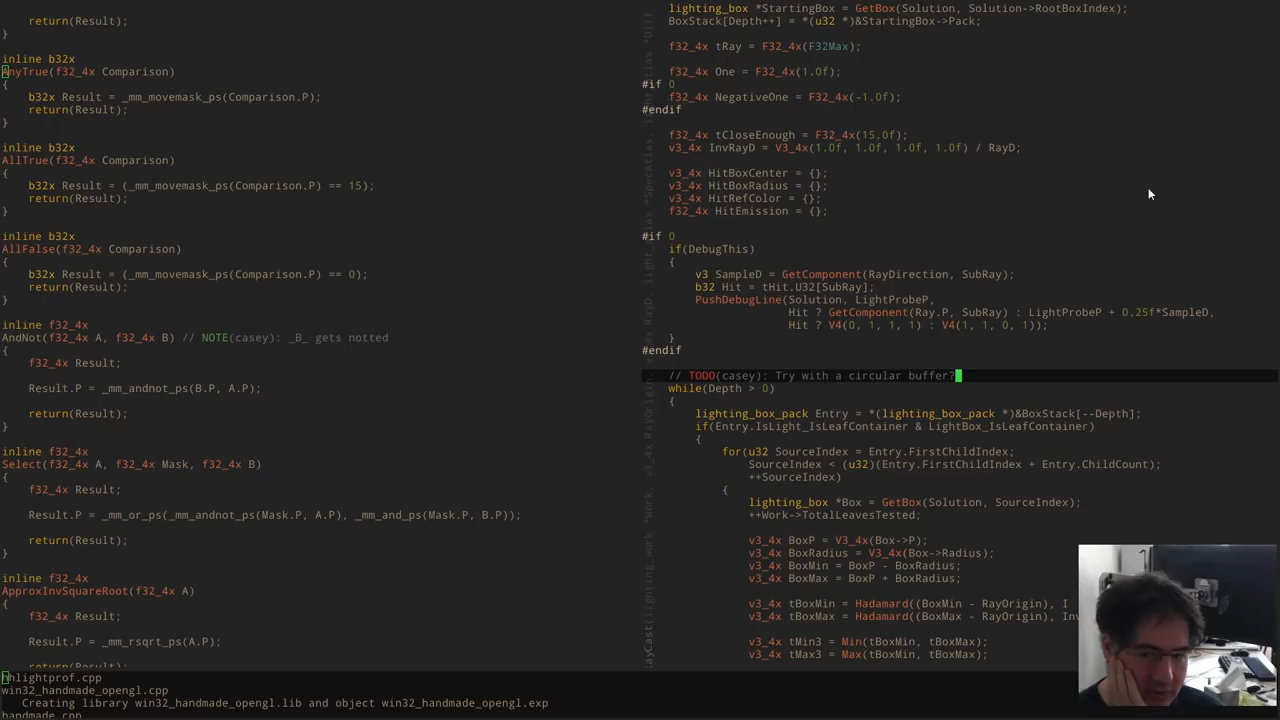 return(Result);
}
inline b32x
AnyTrue(f32_4x Comparison)
{
    b32x Result = _mm_movemask_ps(Comparison.P);
    return(Result);
}
inline b32x
AllTrue(f32_4x Comparison)
{
    b32x Result = (_mm_movemask_ps(Comparison.P) == 15);
    return(Result);
}
inline b32x
AllFalse(f32_4x Comparison)
{
    b32x Result = (_mm_movemask_ps(Comparison.P) == 0);
    return(Result);
}
inline f32_4x
AndNot(f32_4x A, f32_4x B) // NOTE(casey): _B_ gets notted
{
    f32_4x Result;
    Result.P = _mm_andnot_ps(B.P, A.P);
    return(Result);
}
inline f32_4x
Select(f32_4x A, f32_4x Mask, f32_4x B)
{
    f32_4x Result;
    Result.P = _mm_or_ps(_mm_andnot_ps(Mask.P, A.P), _mm_and_ps(Mask.P, B.P));
    return(Result);
}
inline f32_4x
ApproxInvSquareRoot(f32_4x A)
{
    f32_4x Result;
    Result.P = _mm_rsqrt_ps(A.P);
    return(Result);
    lighting_box *StartingBox = GetBox(Solution, Solution->RootBoxIndex);
    BoxStack[Depth++] = *(u32 *)&StartingBox->Pack;
    f32_4x tRay = F32_4x(F32Max);
    f32_4x One = F32_4x(1.0f);
#if 0
    f32_4x NegativeOne = F32_4x(-1.0f);
#endif
    f32_4x tCloseEnough = F32_4x(15.0f);
    v3_4x InvRayD = V3_4x(1.0f, 1.0f, 1.0f, 1.0f) / RayD;
    v3_4x HitBoxCenter = {};
    v3_4x HitBoxRadius = {};
    v3_4x HitRefColor = {};
    f32_4x HitEmission = {};
#if 0
    if(DebugThis)
    {
        v3 SampleD = GetComponent(RayDirection, SubRay);
        b32 Hit = tHit.U32[SubRay];
        PushDebugLine(Solution, LightProbeP,
                      Hit ? GetComponent(Ray.P, SubRay) : LightProbeP + 0.25f*SampleD,
                      Hit ? V4(0, 1, 1, 1) : V4(1, 1, 0, 1));
    }
#endif
    // TODO(casey): Try with a circular buffer?
    while(Depth > 0)
    {
        lighting_box_pack Entry = *(lighting_box_pack *)&BoxStack[--Depth];
        if(Entry.IsLight_IsLeafContainer & LightBox_IsLeafContainer)
        {
            for(u32 SourceIndex = Entry.FirstChildIndex;
                SourceIndex < (u32)(Entry.FirstChildIndex + Entry.ChildCount);
                ++SourceIndex)
            {
                lighting_box *Box = GetBox(Solution, SourceIndex);
                ++Work->TotalLeavesTested;
                v3_4x BoxP = V3_4x(Box->P);
                v3_4x BoxRadius = V3_4x(Box->Radius);
                v3_4x BoxMin = BoxP - BoxRadius;
                v3_4x BoxMax = BoxP + BoxRadius;
                v3_4x tBoxMin = Hadamard((BoxMin - RayOrigin), I
                v3_4x tBoxMax = Hadamard((BoxMax - RayOrigin), Inv
                v3_4x tMin3 = Min(tBoxMin, tBoxMax);
                v3_4x tMax3 = Max(tBoxMin, tBoxMax);
hhlightprof.cpp
win32_handmade_opengl.cpp
    Creating library win32_handmade_opengl.lib and object win32_handmade_opengl.exp
handmade.cpp